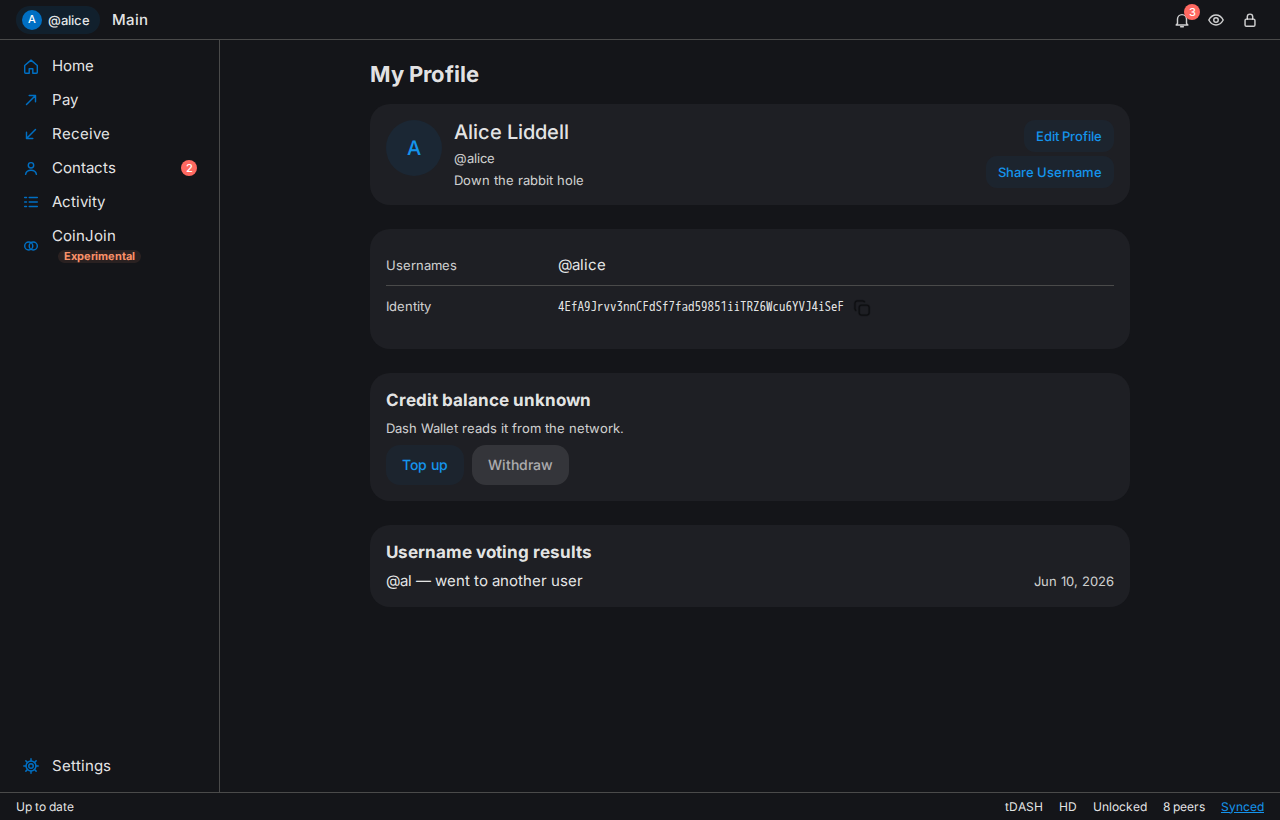 A @alice Main 3
Home
Pay
Receive
Contacts 2
Activity
CoinJoin
Experimental
Settings
My Profile
A
Alice Liddell
@alice
Down the rabbit hole
Edit Profile
Share Username
Usernames @alice
Identity 4EfA9Jrvv3nnCFdSf7fad59851iiTRZ6Wcu6YVJ4iSeF
Credit balance unknown
Dash Wallet reads it from the network.
Top up Withdraw
Username voting results
@al — went to another user Jun 10, 2026
Up to date tDASH HD Unlocked 8 peers Synced